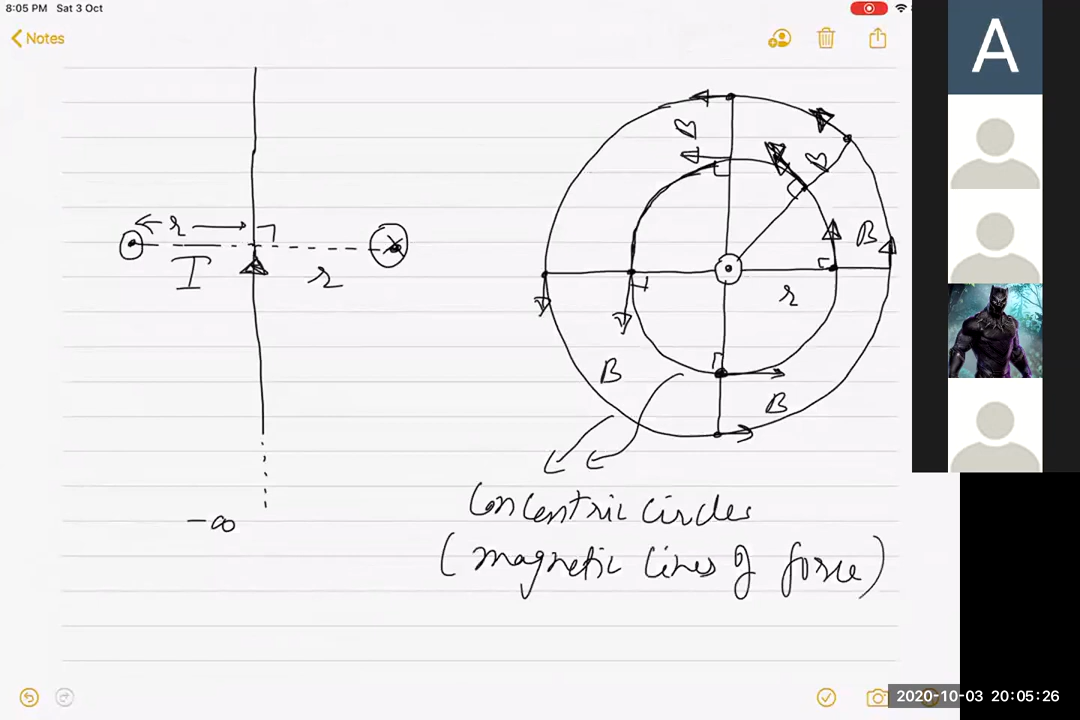 8:05 PM Sat 3 Oct
Notes
A
r
I
r
-∞
B
B
B
B
B
r
Concentric circles
(magnetic lines of force)
2020-10-03 20:05:26